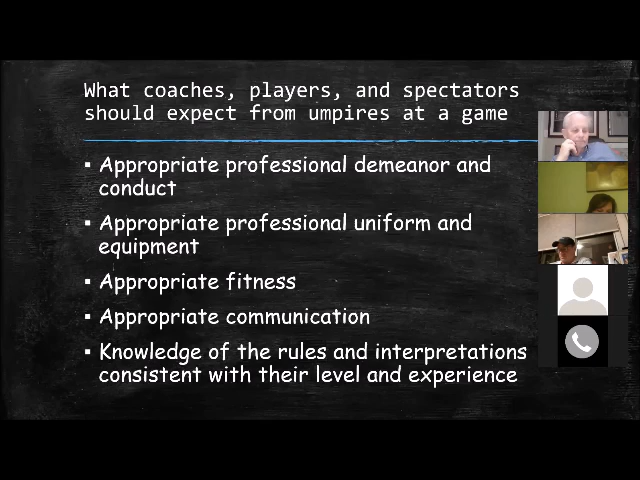 What coaches, players, and spectators
should expect from umpires at a game
▪ Appropriate professional demeanor and
conduct
▪ Appropriate professional uniform and
equipment
▪ Appropriate fitness
▪ Appropriate communication
▪ Knowledge of the rules and interpretations
consistent with their level and experience